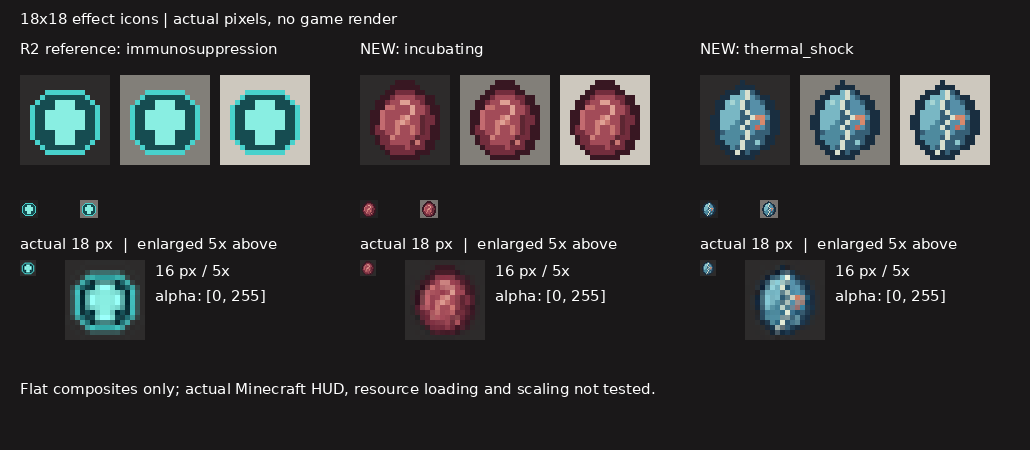 18x18 effect icons | actual pixels, no game render
R2 reference: immunosuppression
NEW: incubating
NEW: thermal_shock
actual 18 px | enlarged 5x above
actual 18 px | enlarged 5x above
actual 18 px | enlarged 5x above
16 px / 5x
alpha: [0, 255]
16 px / 5x
alpha: [0, 255]
16 px / 5x
alpha: [0, 255]
Flat composites only; actual Minecraft HUD, resource loading and scaling not tested.